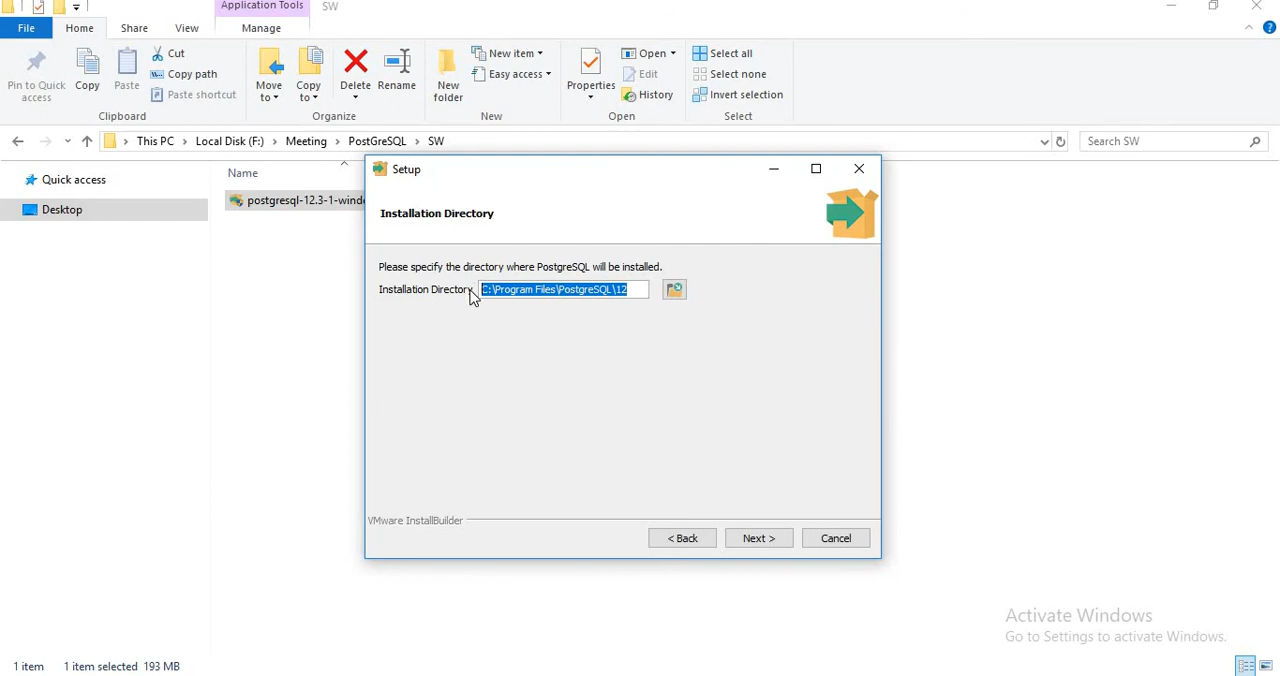 Application Tools SW
File Home Share View Manage
Pin to Quick access
Copy
Paste
Cut
Copy path
Paste shortcut
Clipboard
Move to
Copy to
Delete
Rename
Organize
New folder
New item
Easy access
New
Properties
Open
Edit
History
Open
Select all
Select none
Invert selection
Select
This PC > Local Disk (F:) > Meeting > PostGreSQL > SW
Search SW
Quick access
Desktop
Name
postgresql-12.3-1-wind
Setup
Installation Directory
Please specify the directory where PostgreSQL will be installed.
Installation Directory C:\Program Files\PostgreSQL\12
VMware InstallBuilder
< Back Next > Cancel
Activate Windows
Go to Settings to activate Windows.
1 item 1 item selected 193 MB